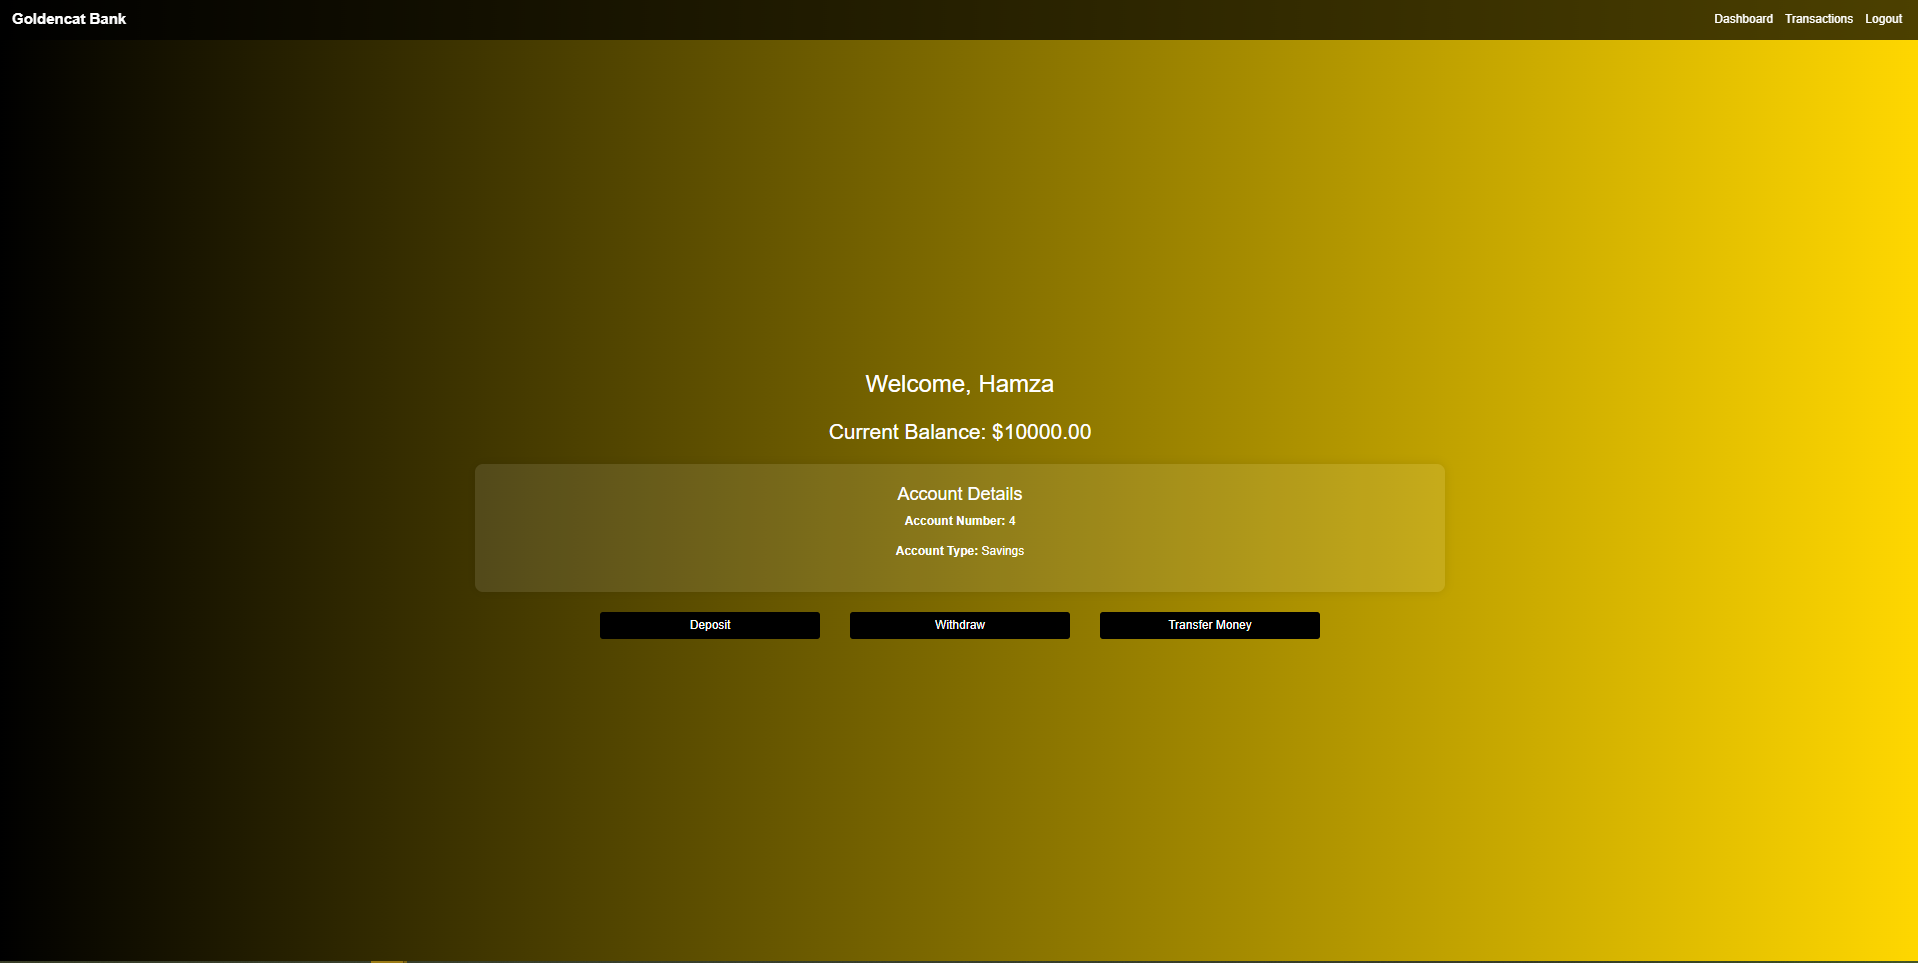 Goldencat Bank
Dashboard Transactions Logout
Welcome, Hamza
Current Balance: $10000.00
Account Details
Account Number: 4
Account Type: Savings
Deposit
Withdraw
Transfer Money